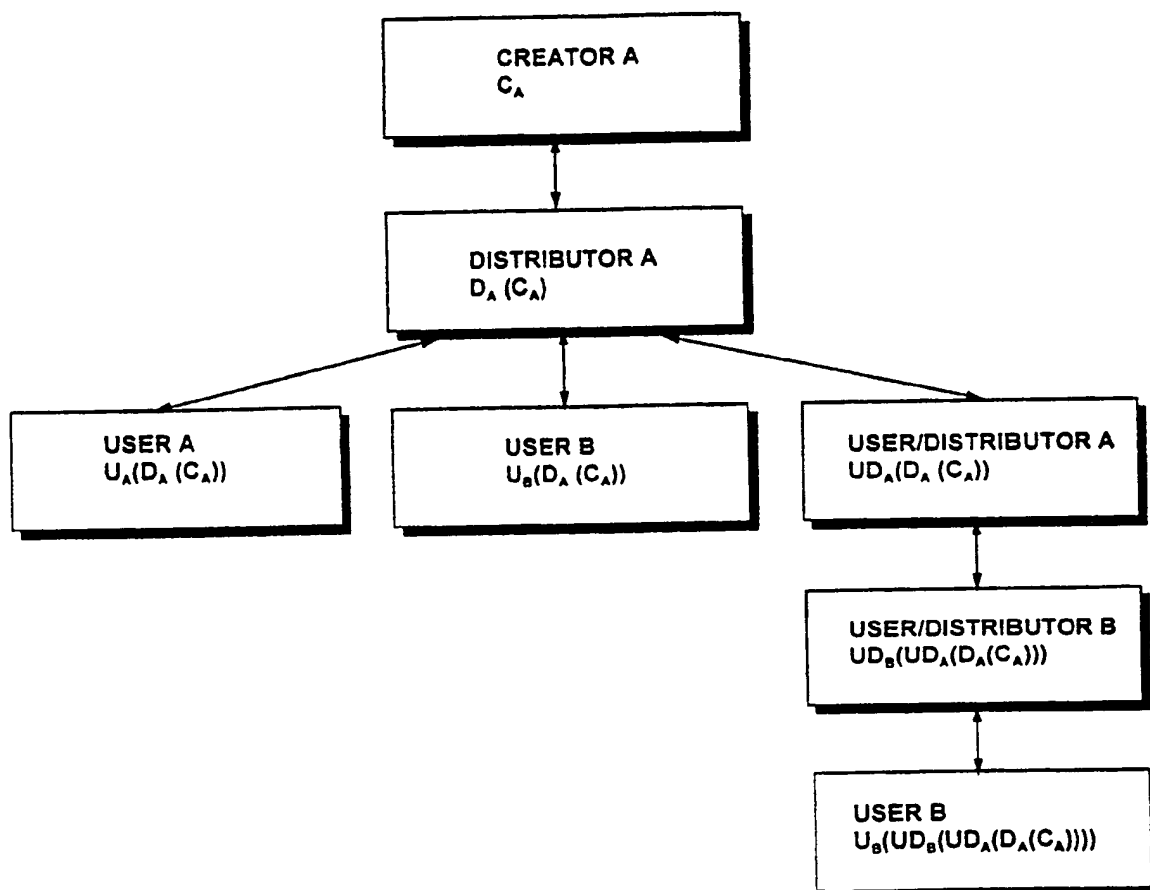 CREATOR A
C_A
DISTRIBUTOR A
D_A (C_A)
USER A
U_A(D_A (C_A))
USER B
U_B(D_A (C_A))
USER/DISTRIBUTOR A
UD_A(D_A (C_A))
USER/DISTRIBUTOR B
UD_B(UD_A(D_A(C_A)))
USER B
U_B(UD_B(UD_A(D_A(C_A))))